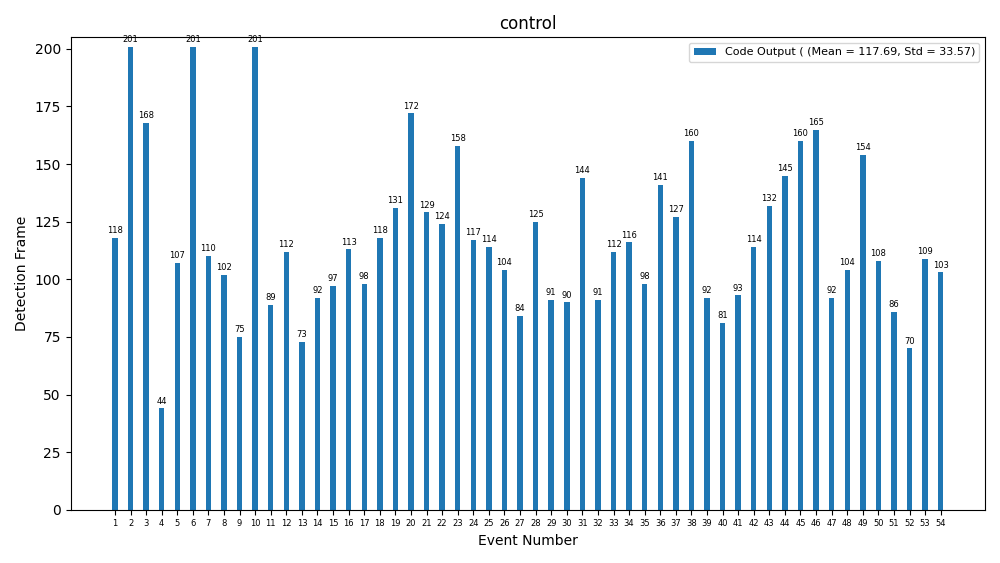 control
Code Output ( (Mean = 117.69, Std = 33.57)
Detection Frame
200
175
150
125
100
75
50
25
0
118 201 168 44 107 201 110 102 75 201 89 112 73 92 97 113 98 118 131 172 129 124 158 117 114 104 84 125 91 90 144 91 112 116 98 141 127 160 92 81 93 114 132 145 160 165 92 104 154 108 86 70 109 103
1 2 3 4 5 6 7 8 9 10 11 12 13 14 15 16 17 18 19 20 21 22 23 24 25 26 27 28 29 30 31 32 33 34 35 36 37 38 39 40 41 42 43 44 45 46 47 48 49 50 51 52 53 54
Event Number